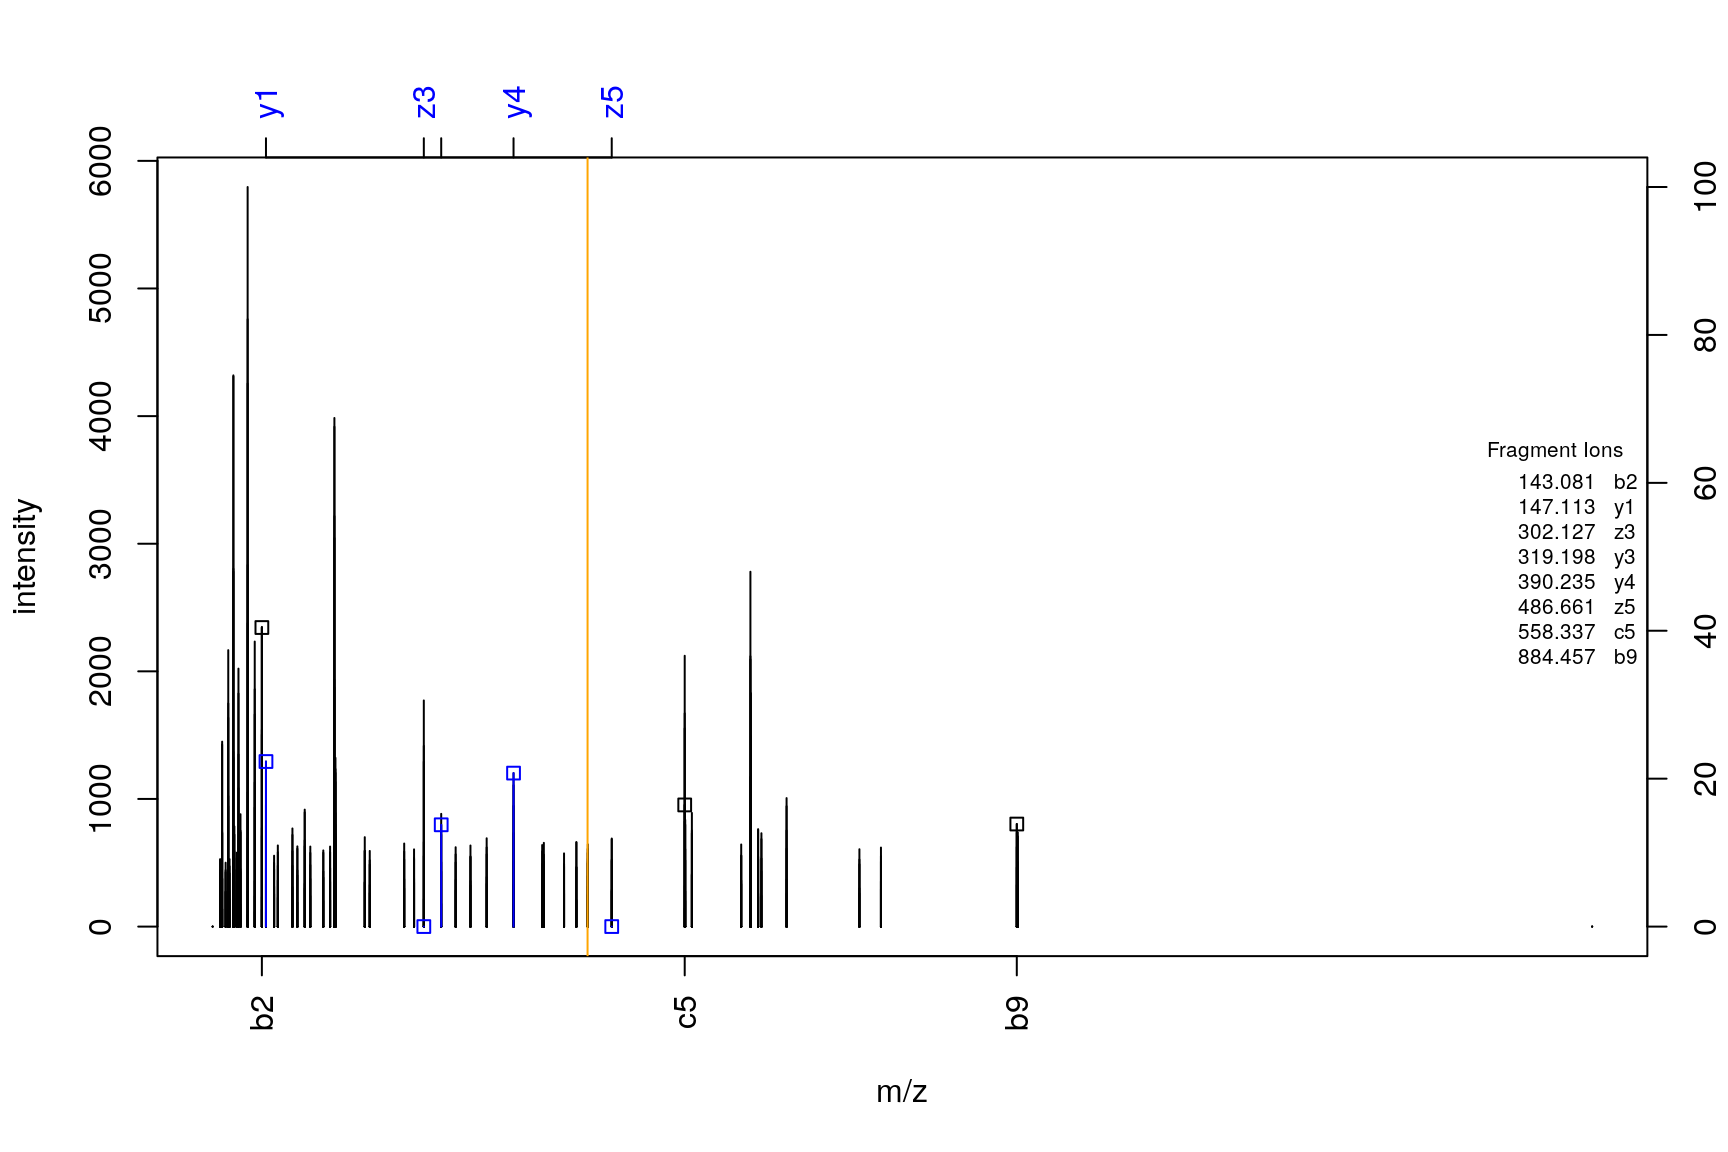 y1 z3 y4 z5
6000
5000
4000
3000
2000
1000
0
intensity
100
80
60
40
20
0
Fragment Ions
143.081 b2
147.113 y1
302.127 z3
319.198 y3
390.235 y4
486.661 z5
558.337 c5
884.457 b9
b2 c5 b9
m/z